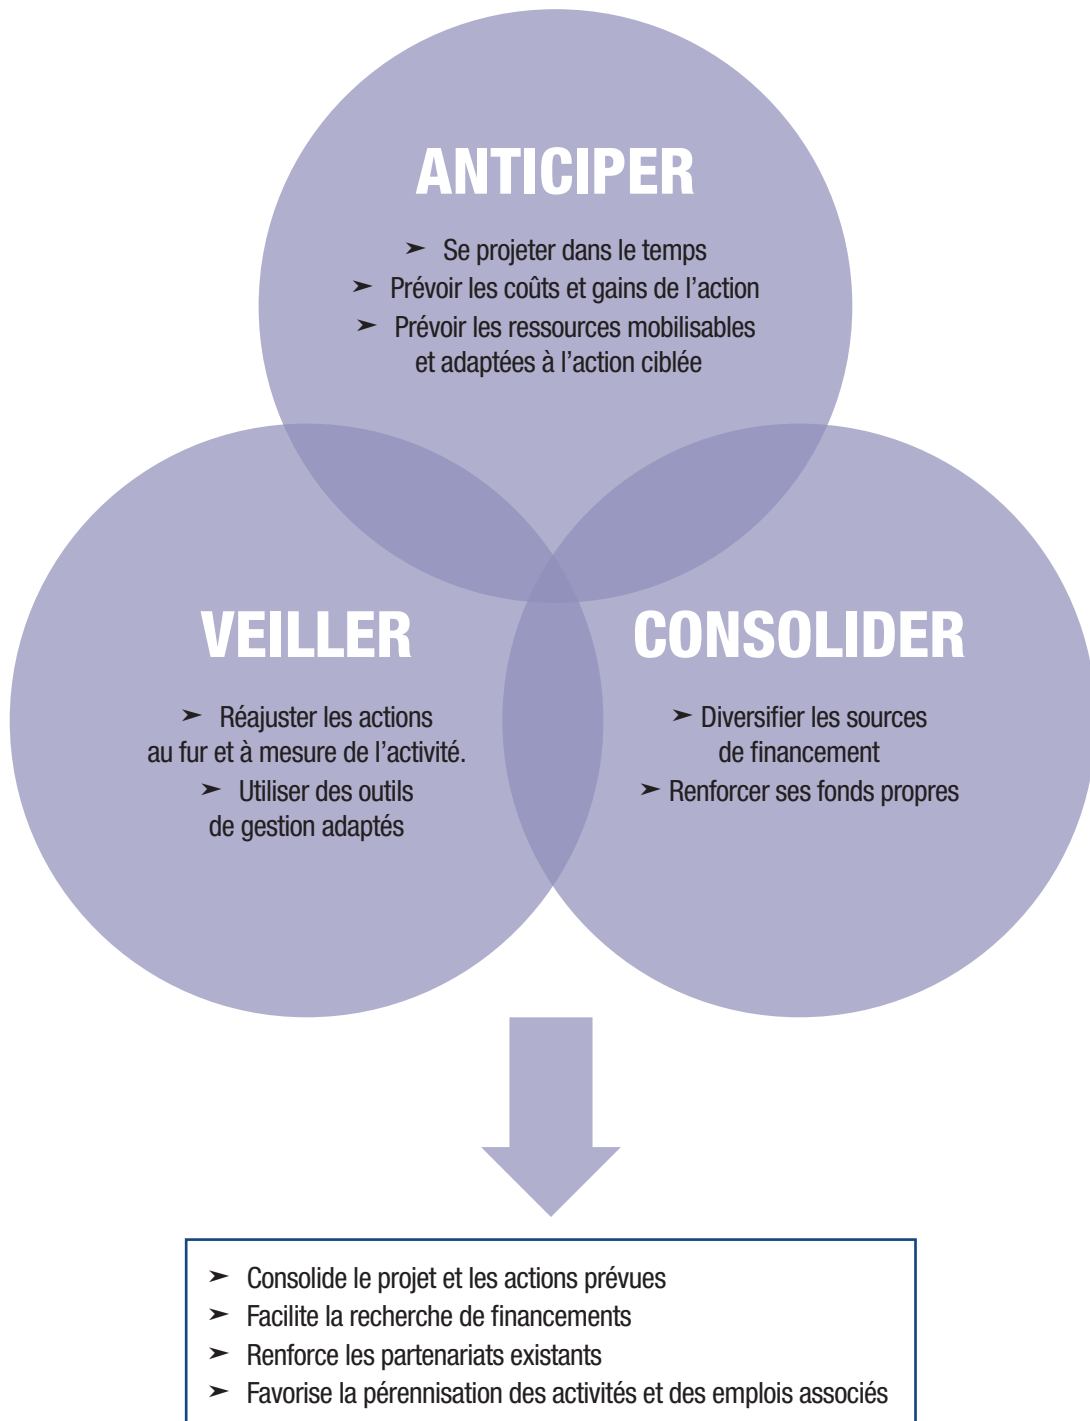 ANTICIPER
➤ Se projeter dans le temps
➤ Prévoir les coûts et gains de l’action
➤ Prévoir les ressources mobilisables
et adaptées à l’action ciblée
VEILLER
➤ Réajuster les actions
au fur et à mesure de l’activité.
➤ Utiliser des outils
de gestion adaptés
CONSOLIDER
➤ Diversifier les sources
de financement
➤ Renforcer ses fonds propres
➤ Consolide le projet et les actions prévues
➤ Facilite la recherche de financements
➤ Renforce les partenariats existants
➤ Favorise la pérennisation des activités et des emplois associés